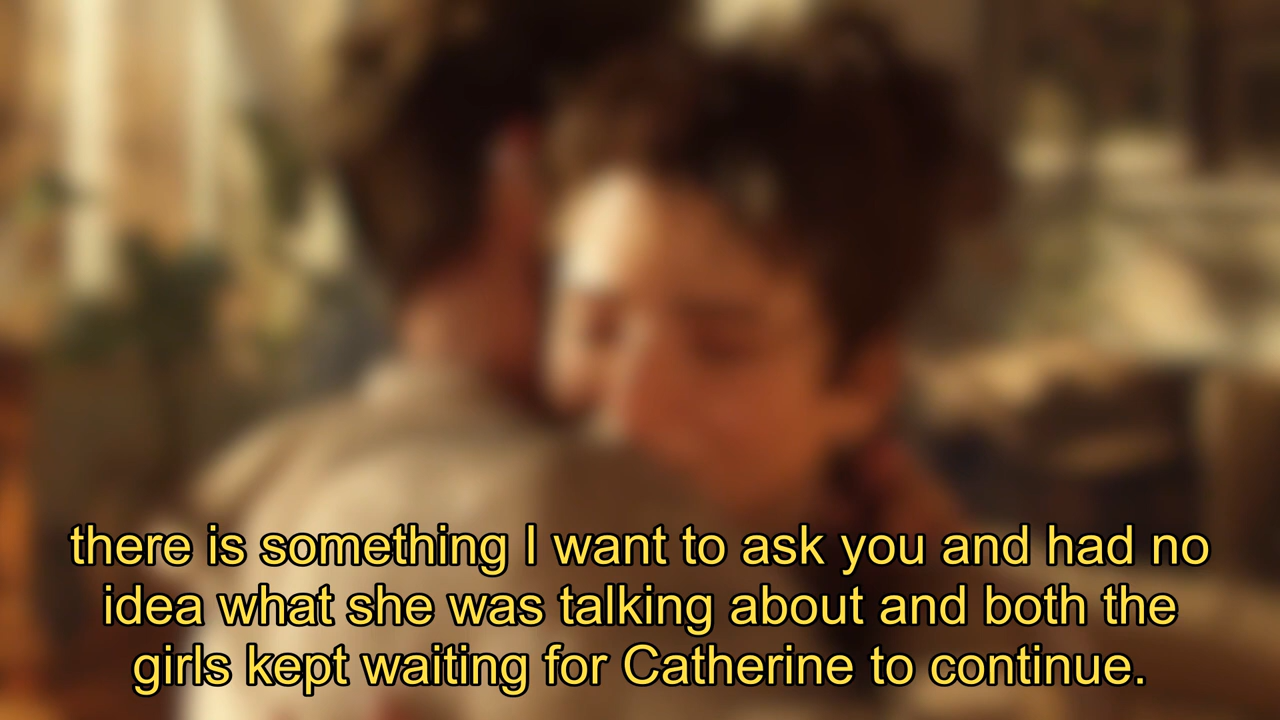 there is something I want to ask you and had no
idea what she was talking about and both the
girls kept waiting for Catherine to continue.